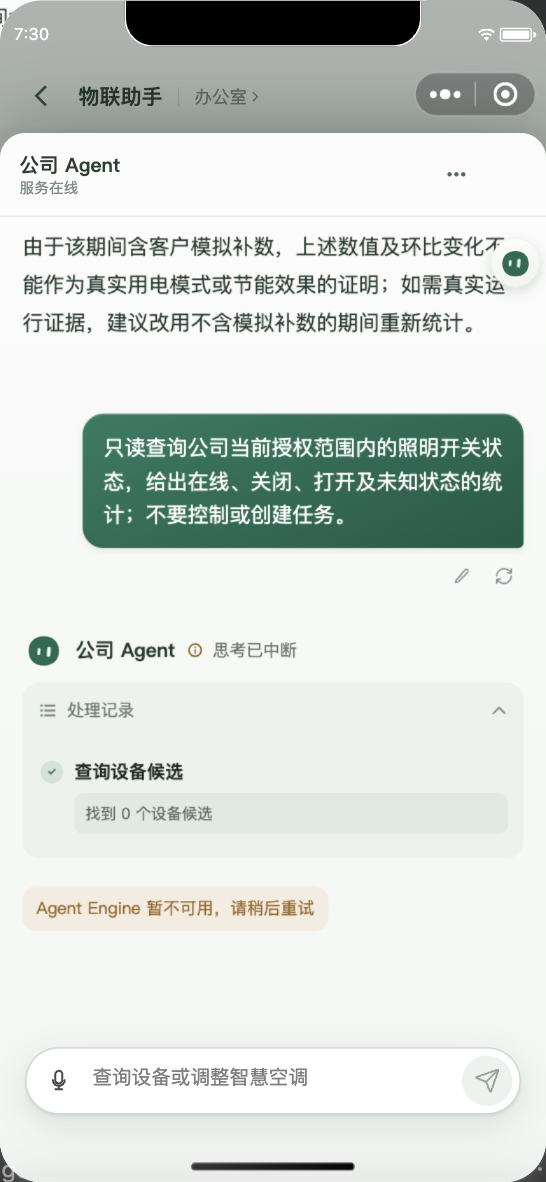 7:30
物联助手
办公室
公司 Agent
服务在线
由于该期间含客户模拟补数，上述数值及环比变化不
能作为真实用电模式或节能效果的证明；如需真实运
行证据，建议改用不含模拟补数的期间重新统计。
只读查询公司当前授权范围内的照明开关状
态，给出在线、关闭、打开及未知状态的统
计；不要控制或创建任务。
公司 Agent 思考已中断
处理记录
查询设备候选
找到 0 个设备候选
Agent Engine 暂不可用，请稍后重试
查询设备或调整智慧空调